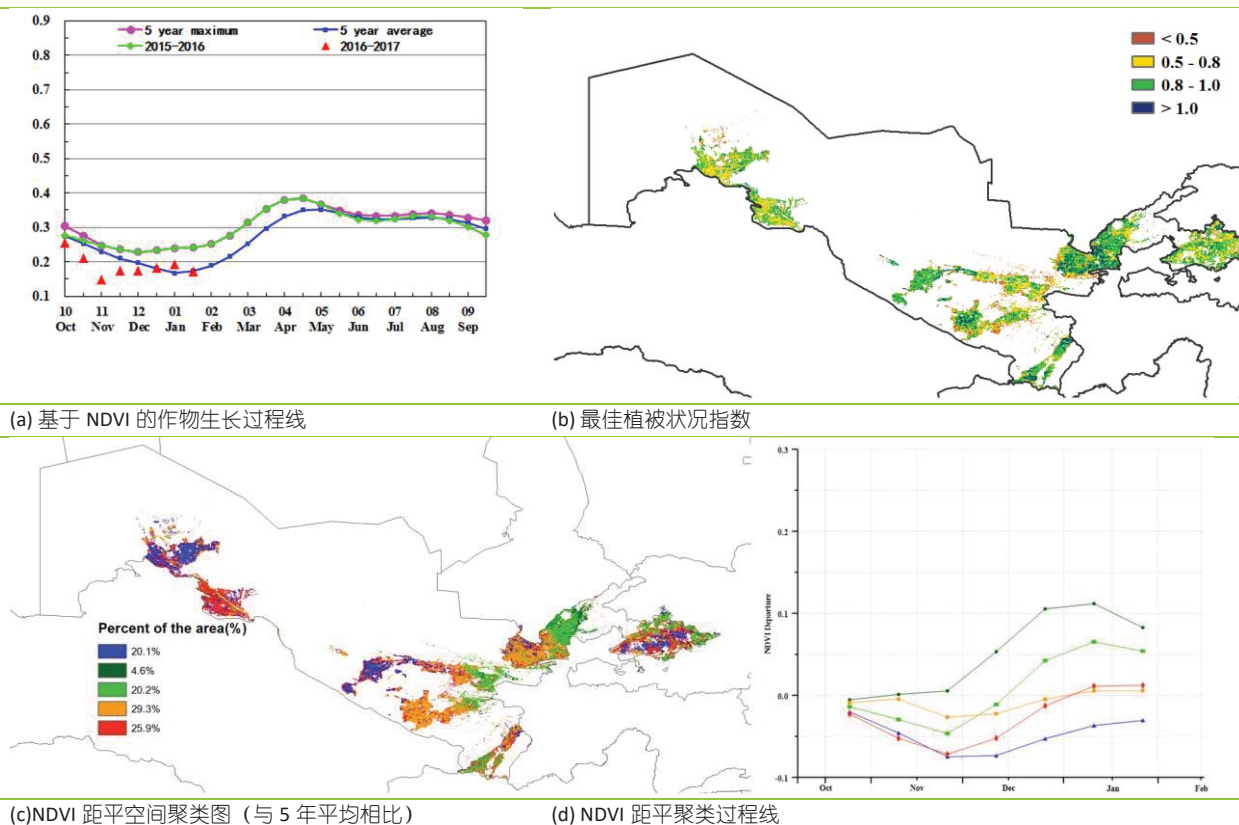 0.9
0.8
0.7
0.6
0.5
0.4
0.3
0.2
0.1
5 year maximum
5 year average
2015-2016
2016-2017
10 11 12 01 02 03 04 05 06 07 08 09
Oct Nov Dec Jan Feb Mar Apr May Jun Jul Aug Sep
< 0.5
0.5 - 0.8
0.8 - 1.0
> 1.0
(a) 基于 NDVI 的作物生长过程线
(b) 最佳植被状况指数
Percent of the area(%)
20.1%
4.6%
20.2%
29.3%
25.9%
NDVI Departure
0.3
0.2
0.1
0.0
-0.1
Oct Nov Dec Jan Feb
(c)NDVI 距平空间聚类图（与 5 年平均相比）
(d) NDVI 距平聚类过程线